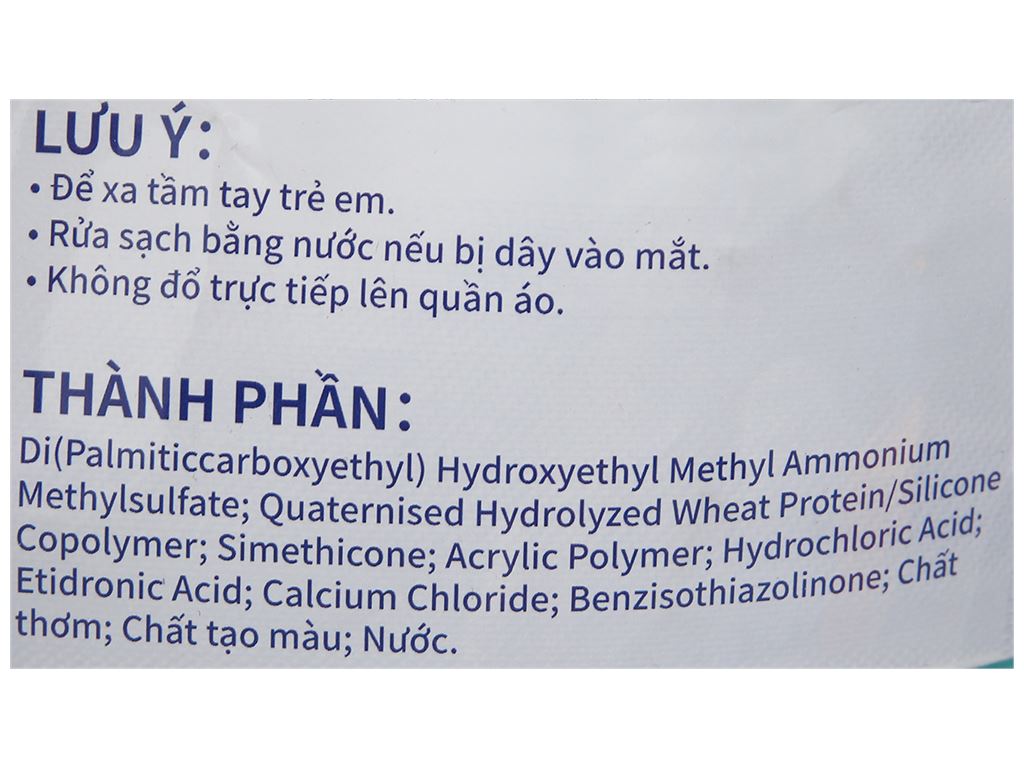 LƯU Ý:
• Để xa tầm tay trẻ em.
• Rửa sạch bằng nước nếu bị dây vào mắt.
• Không đổ trực tiếp lên quần áo.
THÀNH PHẦN:
Di(Palmiticcarboxyethyl) Hydroxyethyl Methyl Ammonium
Methylsulfate; Quaternised Hydrolyzed Wheat Protein/Silicone
Copolymer; Simethicone; Acrylic Polymer; Hydrochloric Acid;
Etidronic Acid; Calcium Chloride; Benzisothiazolinone; Chất
thơm; Chất tạo màu; Nước.